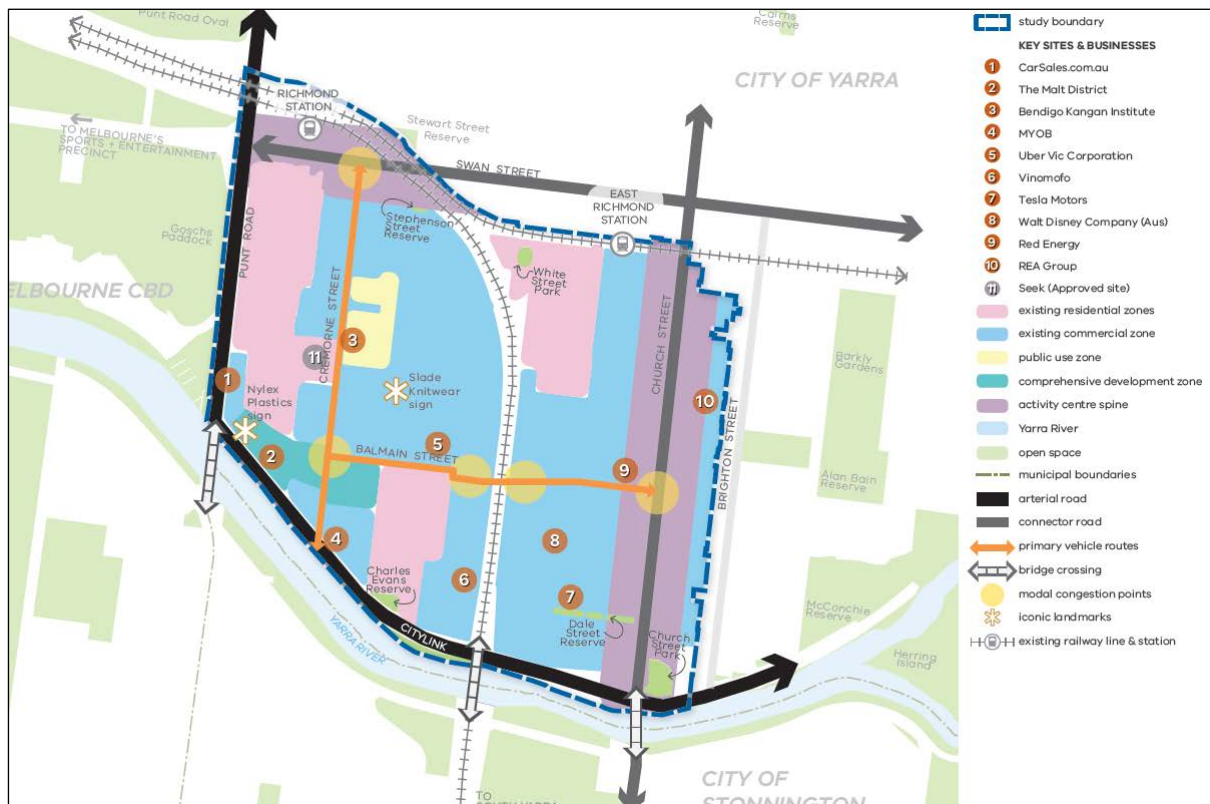 Punt Road Oval
Cairns
Reserve
CITY OF YARRA
RICHMOND
STATION
Stewart Street
Reserve
TO MELBOURNE'S
SPORTS + ENTERTAINMENT
PRECINCT
SWAN STREET
EAST
RICHMOND
STATION
Stephenson
Street
Reserve
Goschs
Paddock
PUNT ROAD
White
Street
Park
ELBOURNE CBD
CREMORNE STREET
CHURCH STREET
3
11
Barkly
Gardens
1
Nylex
Plastics
sign
Slade
Knitwear
sign
10
BRIGHTON STREET
5
2
BALMAIN STREET
9
Alan Bain
Reserve
4
8
Charles
Evans
Reserve
6
7
Dale
Street
Reserve
McConchie
Reserve
Church
Street
Park
CITYLINK
YARRA RIVER
Herring
Island
CITY OF
STONNINGTON
TO
SOUTH YARRA
study boundary
KEY SITES & BUSINESSES
1 CarSales.com.au
2 The Malt District
3 Bendigo Kangan Institute
4 MYOB
5 Uber Vic Corporation
6 Vinomofo
7 Tesla Motors
8 Walt Disney Company (Aus)
9 Red Energy
10 REA Group
11 Seek (Approved site)
existing residential zones
existing commercial zone
public use zone
comprehensive development zone
activity centre spine
Yarra River
open space
municipal boundaries
arterial road
connector road
primary vehicle routes
bridge crossing
modal congestion points
iconic landmarks
existing railway line & station